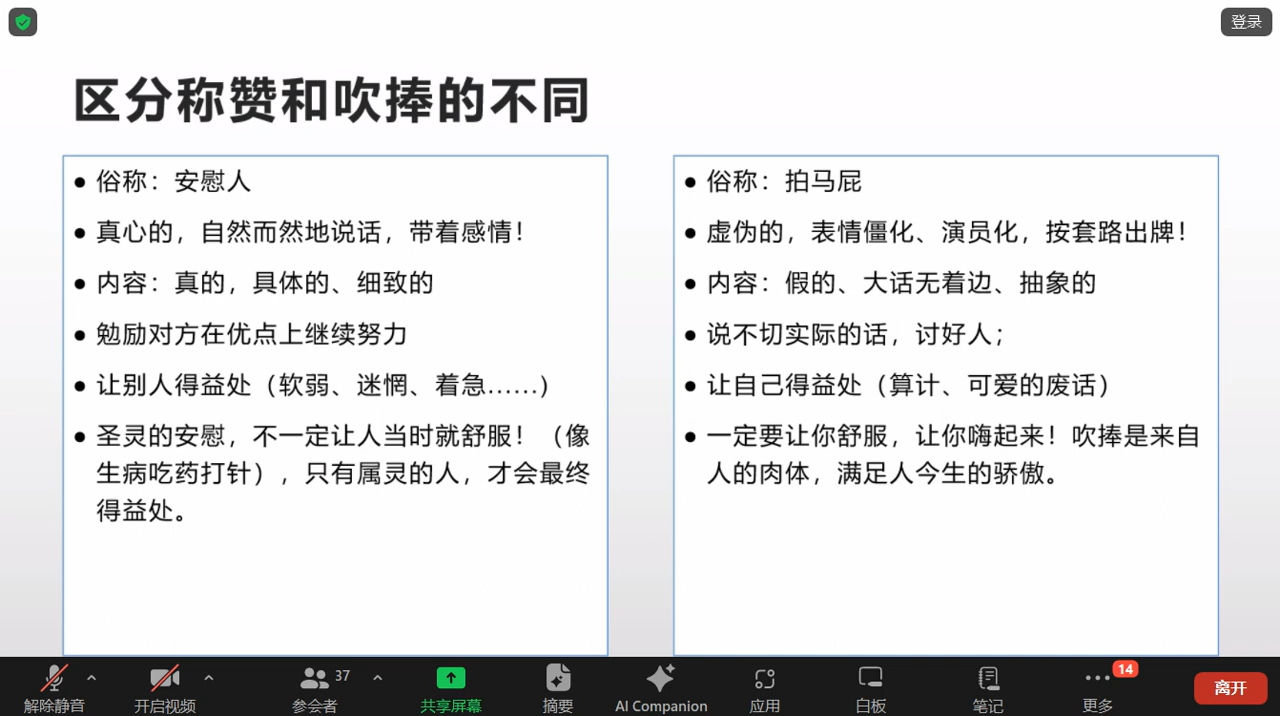 登录
区分称赞和吹捧的不同
● 俗称：安慰人
● 真心的，自然而然地说话，带着感情！
● 内容：真的，具体的、细致的
● 勉励对方在优点上继续努力
● 让别人得益处（软弱、迷惘、着急……）
● 圣灵的安慰，不一定让人当时就舒服！（像
生病吃药打针），只有属灵的人，才会最终
得益处。
● 俗称：拍马屁
● 虚伪的，表情僵化、演员化，按套路出牌！
● 内容：假的、大话无着边、抽象的
● 说不切实际的话，讨好人；
● 让自己得益处（算计、可爱的废话）
● 一定要让你舒服，让你嗨起来！吹捧是来自
人的肉体，满足人今生的骄傲。
解除静音
开启视频
37
参会者
共享屏幕
摘要
AI Companion
应用
白板
笔记
14
更多
离开